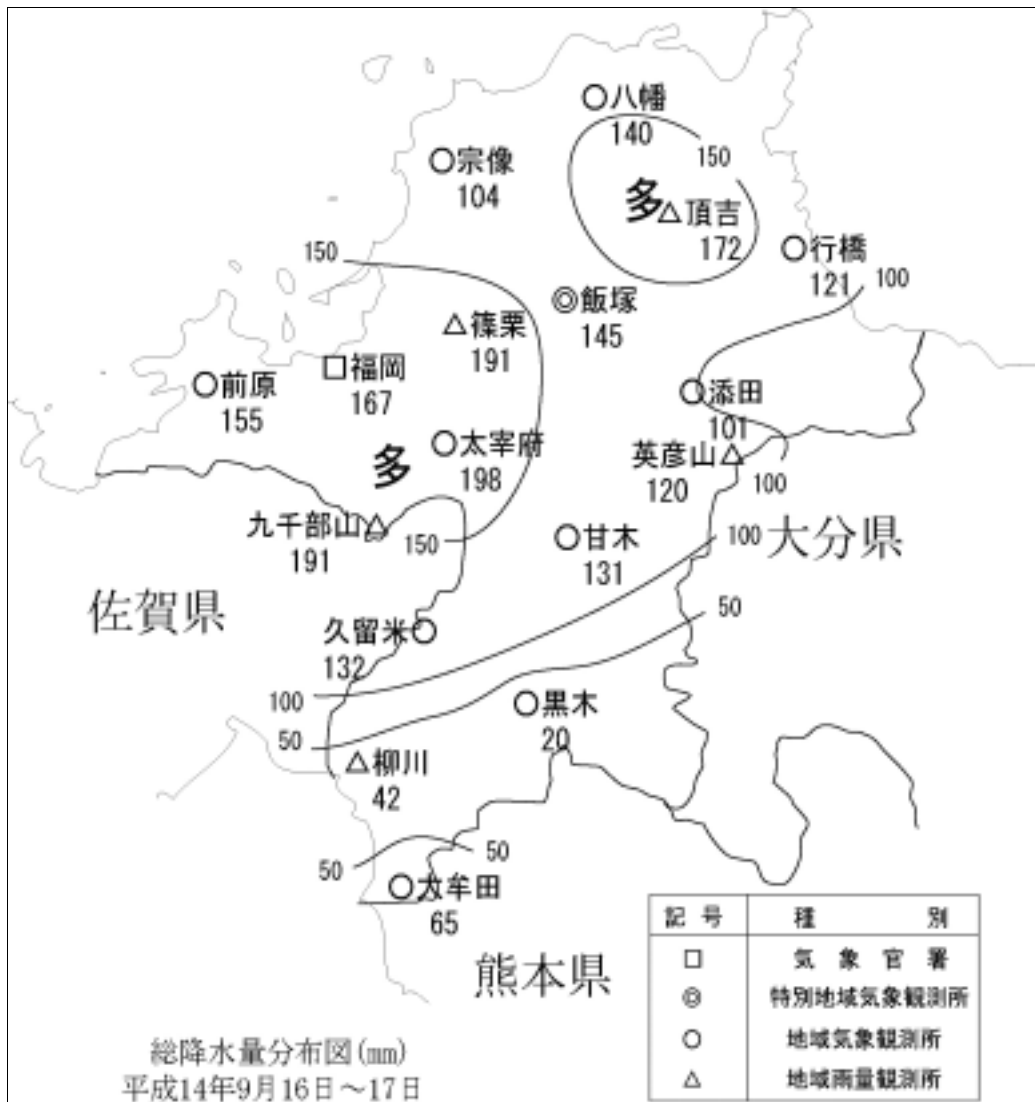 八幡
140
150
宗像
104
多
頂吉
172
行橋
121
100
150
飯塚
145
篠栗
191
福岡
167
前原
155
添田
101
太宰府
198
多
英彦山
120
100
九千部山
191
150
甘木
131
100
大分県
佐賀県
久留米
132
50
100
黒木
20
50
柳川
42
50
50
大牟田
65
熊本県
記号 種別
□ 気象官署
◎ 特別地域気象観測所
○ 地域気象観測所
△ 地域雨量観測所
総降水量分布図(mm)
平成14年9月16日~17日